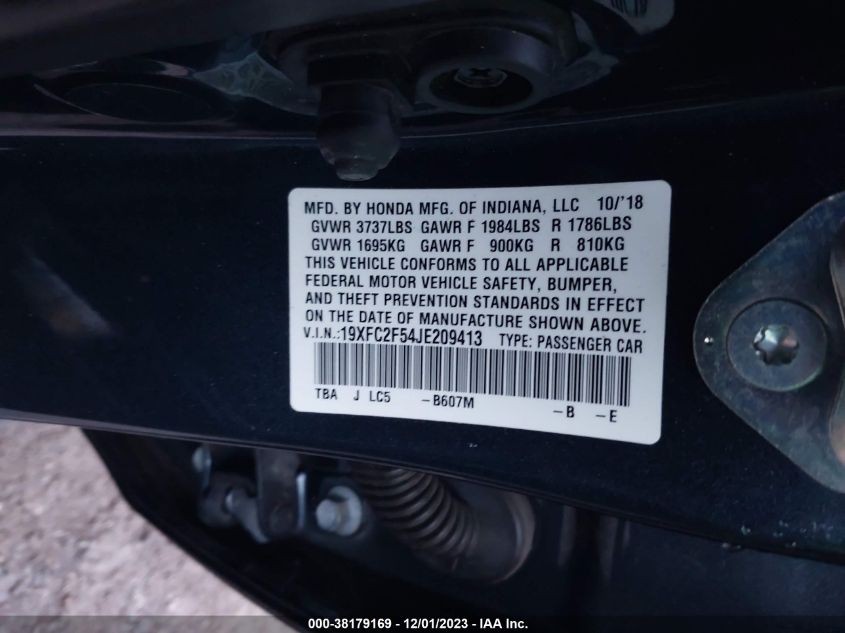 MFD. BY HONDA MFG. OF INDIANA, LLC 10/'18
GVWR 3737LBS GAWR F 1984LBS R 1786LBS
GVWR 1695KG GAWR F 900KG R 810KG
THIS VEHICLE CONFORMS TO ALL APPLICABLE
FEDERAL MOTOR VEHICLE SAFETY, BUMPER,
AND THEFT PREVENTION STANDARDS IN EFFECT
ON THE DATE OF MANUFACTURE SHOWN ABOVE.
V.I.N.:19XFC2F54JE209413 TYPE: PASSENGER CAR
TBA J LC5 -B607M -B -E
000-38179169 - 12/01/2023 - IAA Inc.